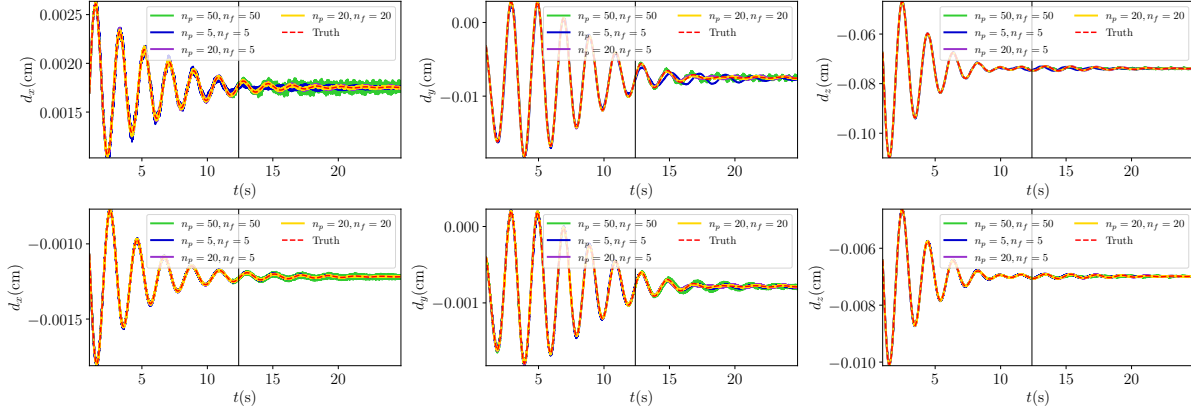 0.0025
0.0020
0.0015
d_x(cm)
n_p = 50, n_f = 50
n_p = 5, n_f = 5
n_p = 20, n_f = 5
n_p = 20, n_f = 20
Truth
5 10 15 20
t(s)
0.00
−0.01
d_y(cm)
n_p = 50, n_f = 50
n_p = 5, n_f = 5
n_p = 20, n_f = 5
n_p = 20, n_f = 20
Truth
5 10 15 20
t(s)
−0.06
−0.08
−0.10
d_z(cm)
n_p = 50, n_f = 50
n_p = 5, n_f = 5
n_p = 20, n_f = 5
n_p = 20, n_f = 20
Truth
5 10 15 20
t(s)
−0.0010
−0.0015
d_x(cm)
n_p = 50, n_f = 50
n_p = 5, n_f = 5
n_p = 20, n_f = 5
n_p = 20, n_f = 20
Truth
5 10 15 20
t(s)
0.000
−0.001
d_y(cm)
n_p = 50, n_f = 50
n_p = 5, n_f = 5
n_p = 20, n_f = 5
n_p = 20, n_f = 20
Truth
5 10 15 20
t(s)
−0.006
−0.008
−0.010
d_z(cm)
n_p = 50, n_f = 50
n_p = 5, n_f = 5
n_p = 20, n_f = 5
n_p = 20, n_f = 20
Truth
5 10 15 20
t(s)